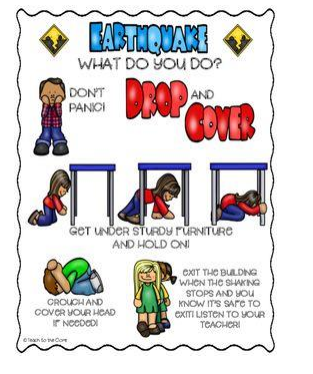 EARTHQUAKE
WHAT DO YOU DO?
DON'T
PANIC!
DROP AND
COVER
GET UNDER STURDY FURNITURE
AND HOLD ON!
CROUCH AND
COVER YOUR HEAD
IF NEEDED!
EXIT THE BUILDING
WHEN THE SHAKING
STOPS AND YOU
KNOW IT'S SAFE TO
EXIT! LISTEN TO YOUR
TEACHER!
© Teach to the Core